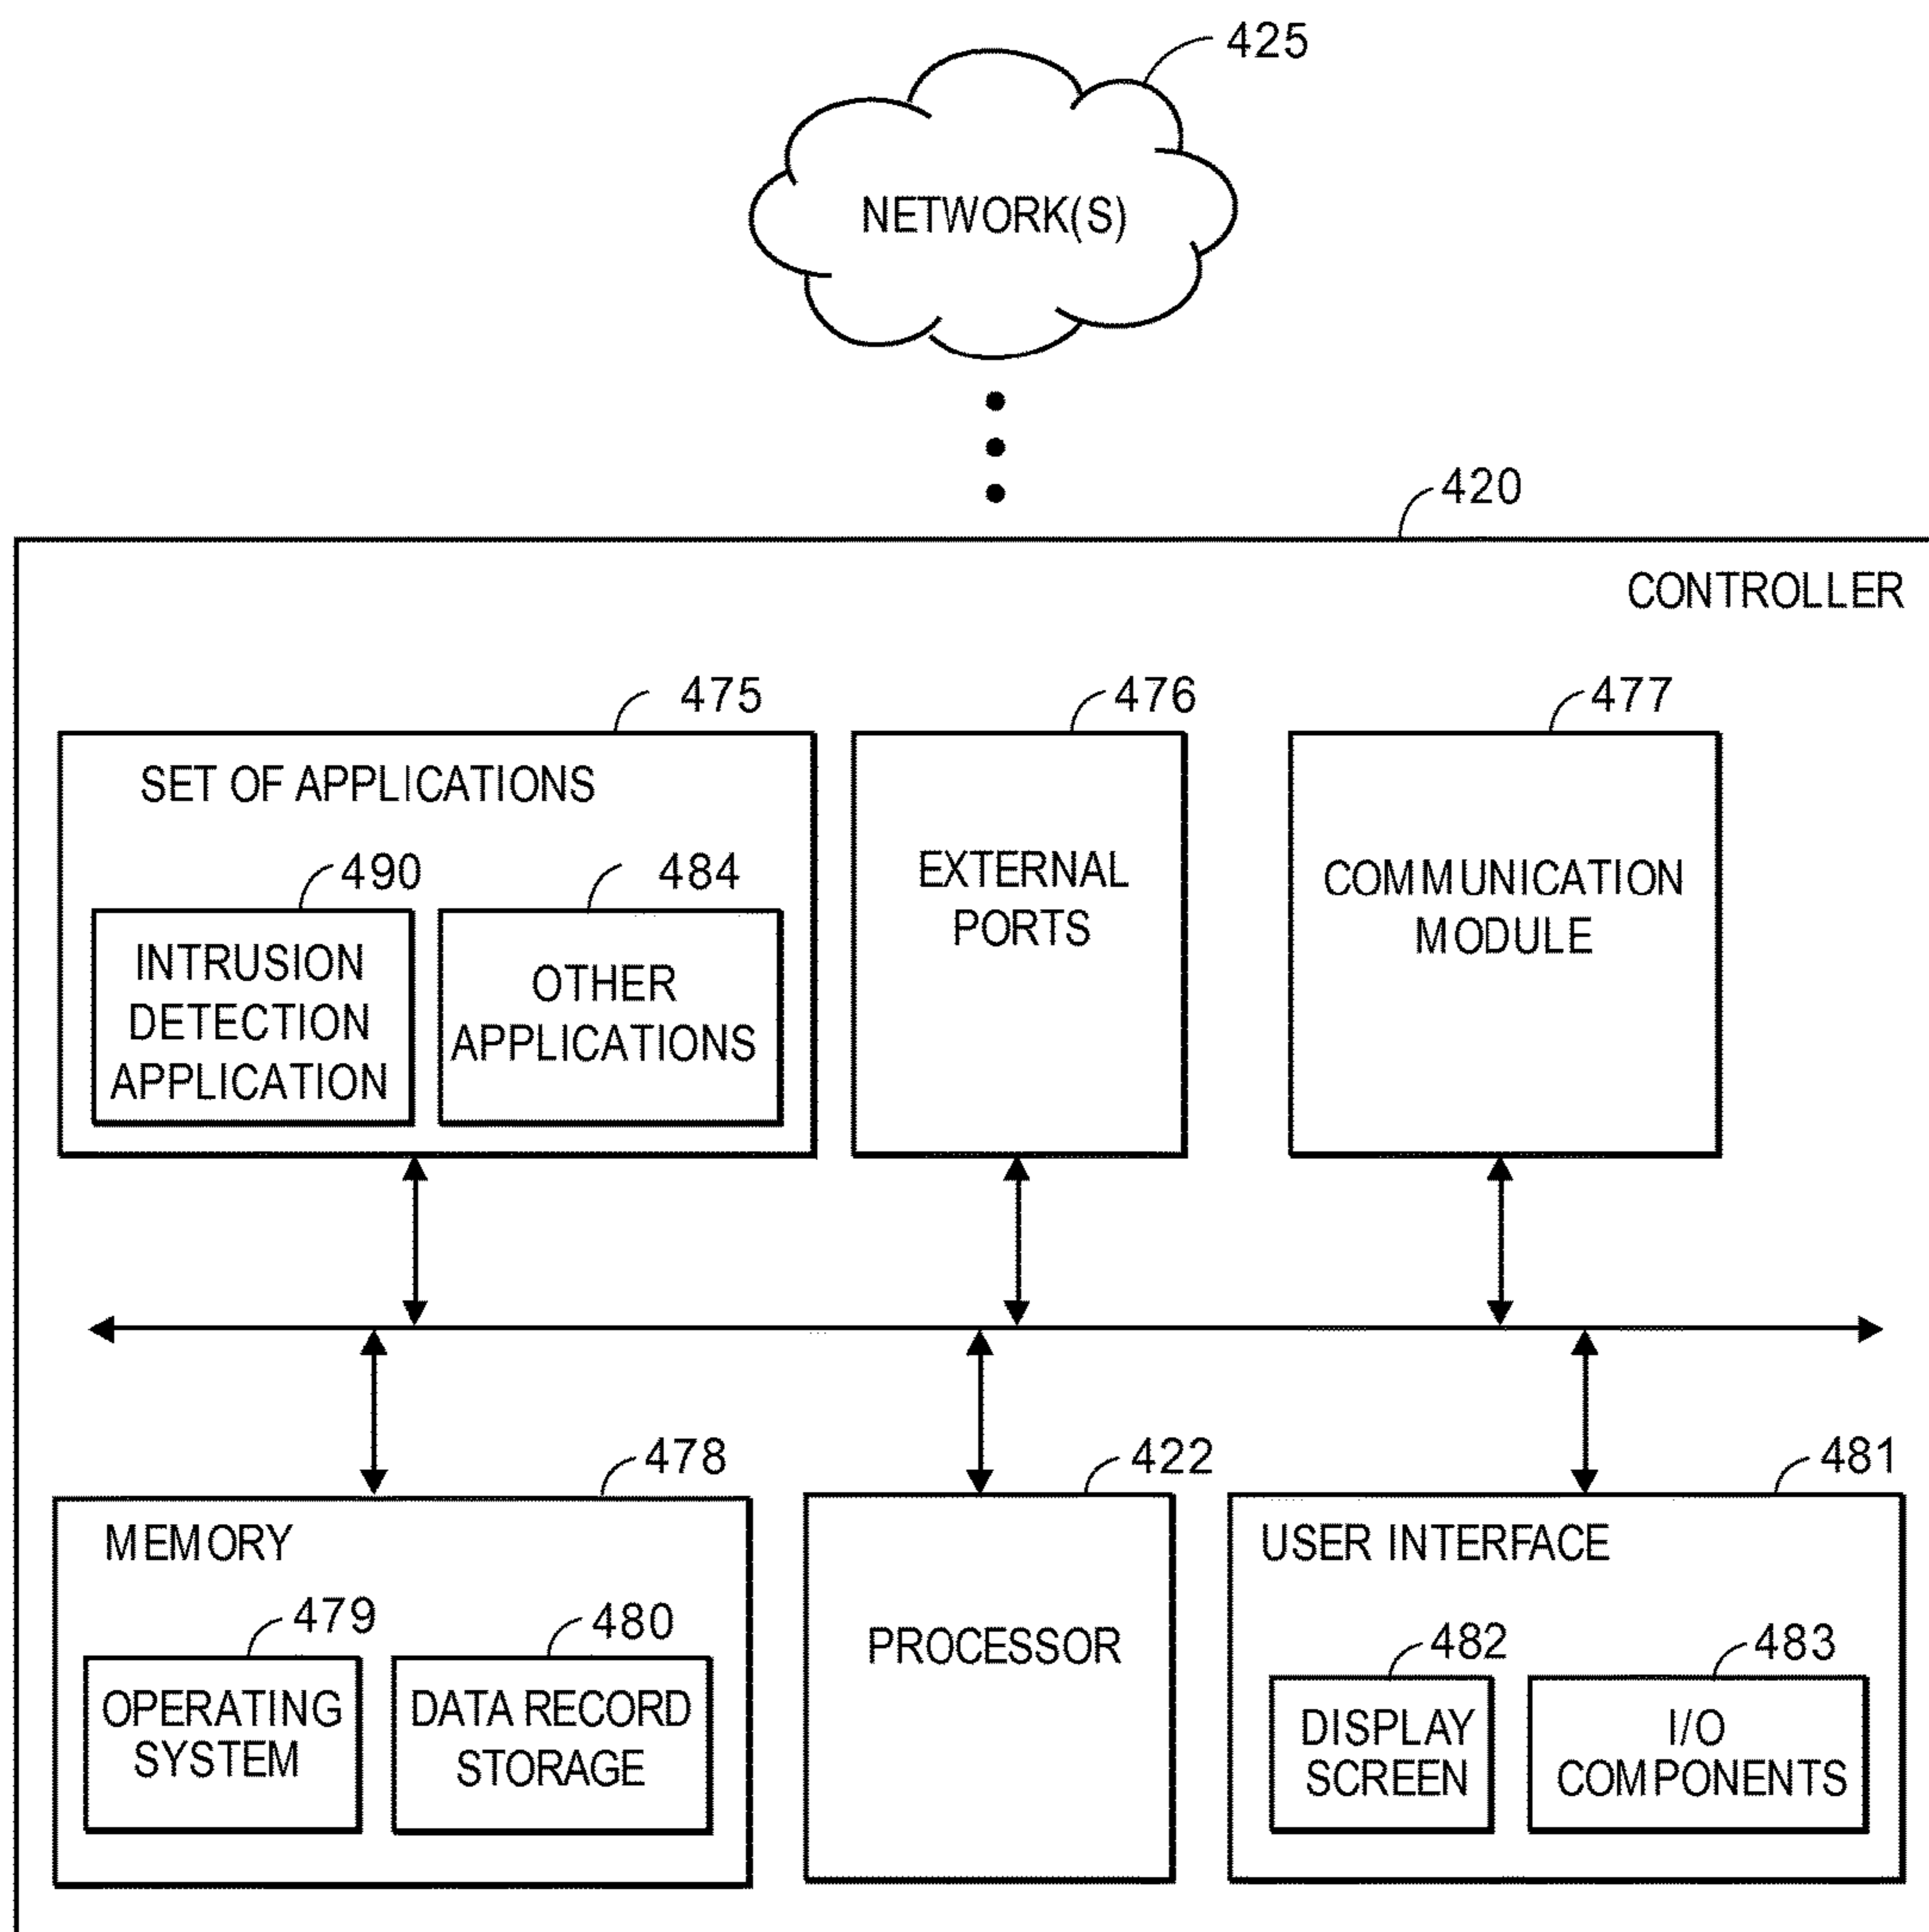 425
NETWORK(S)
420
CONTROLLER
475
476
477
SET OF APPLICATIONS
490
484
INTRUSION
DETECTION
APPLICATION
OTHER
APPLICATIONS
EXTERNAL
PORTS
COMMUNICATION
MODULE
478
422
481
MEMORY
479
480
OPERATING
SYSTEM
DATA RECORD
STORAGE
PROCESSOR
USER INTERFACE
482
483
DISPLAY
SCREEN
I/O
COMPONENTS